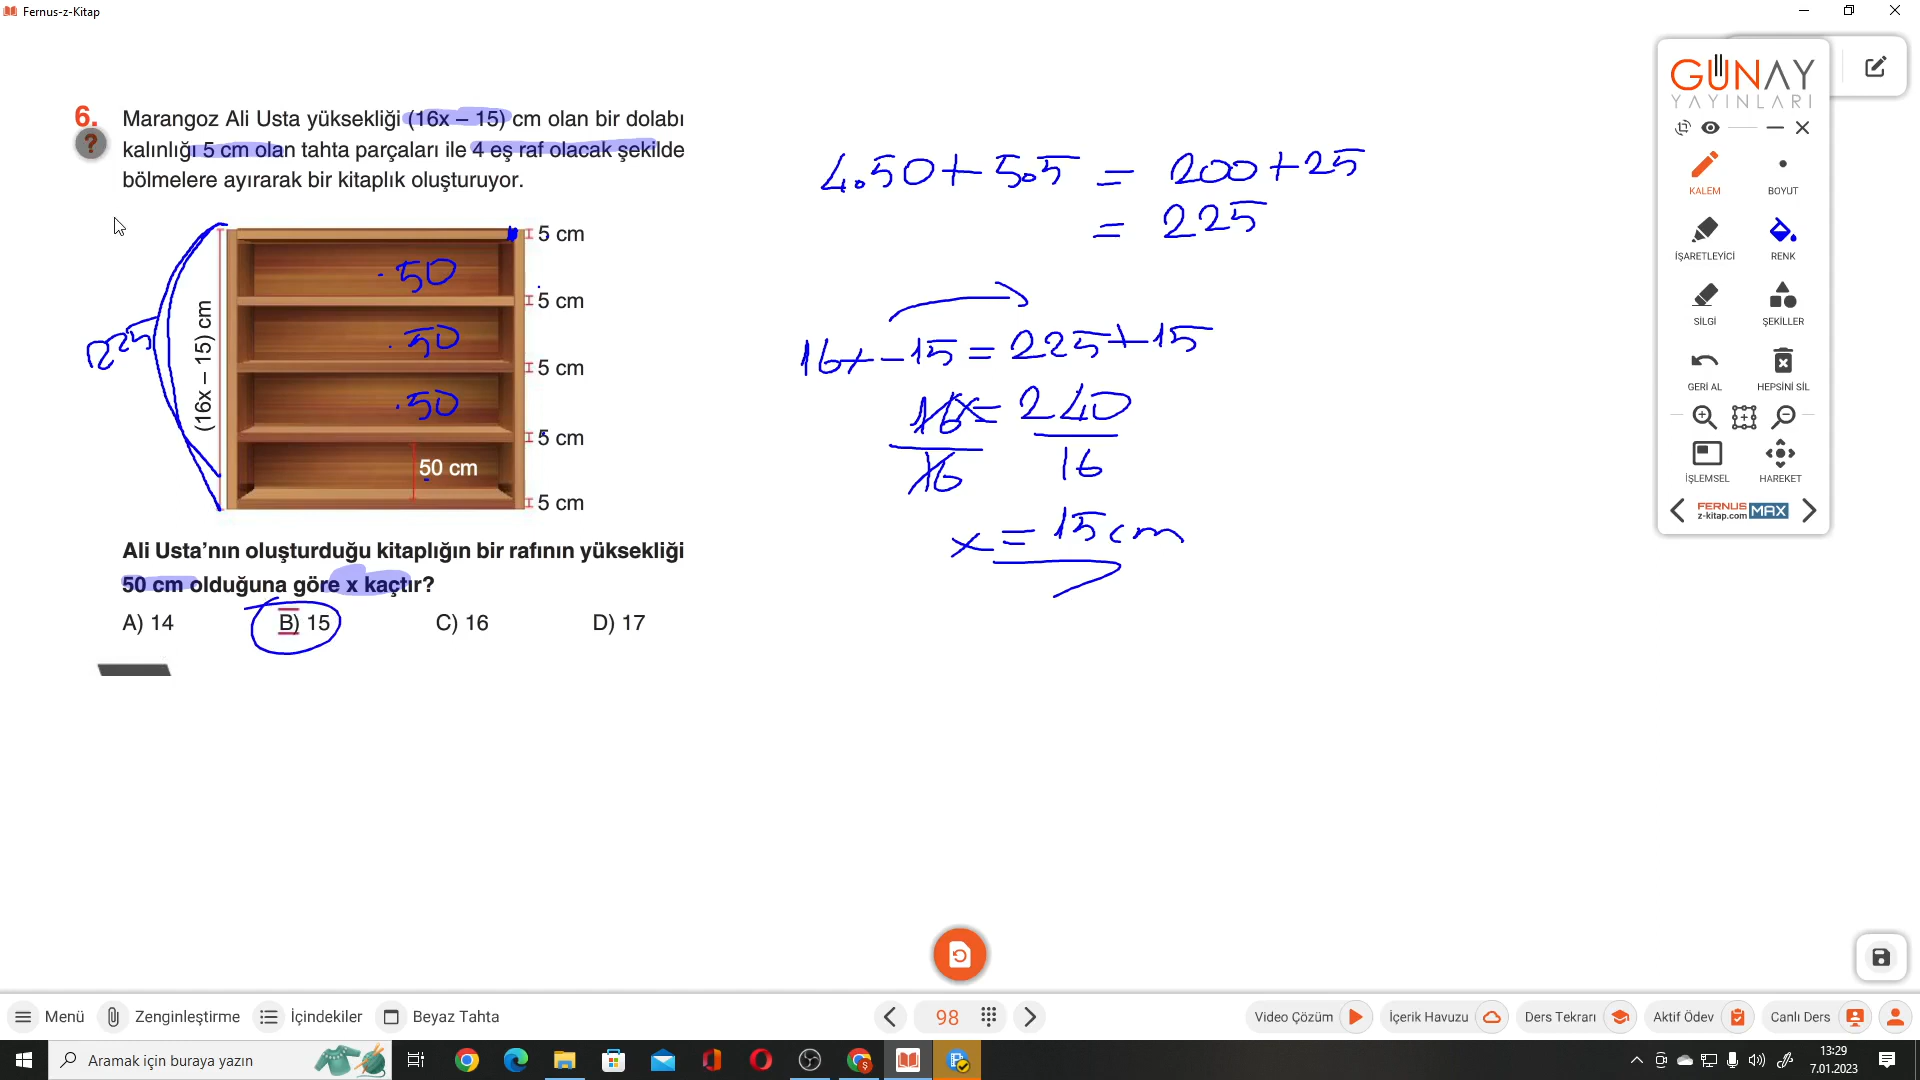 Fernus-z-Kitap
6.
?
Marangoz Ali Usta yüksekliği (16x – 15) cm olan bir dolabı
kalınlığı 5 cm olan tahta parçaları ile 4 eş raf olacak şekilde
bölmelere ayırarak bir kitaplık oluşturuyor.
5 cm
50
5 cm
50
5 cm
50
5 cm
50 cm
5 cm
(16x – 15) cm
225
Ali Usta’nın oluşturduğu kitaplığın bir rafının yüksekliği
50 cm olduğuna göre x kaçtır?
A) 14 B) 15 C) 16 D) 17
4.50+5.5 = 200+25
= 225
16x-15=225+15
16x= 240
16 16
x = 15cm
GÜNAY
YAYINLARI
KALEM BOYUT
İŞARETLEYİCİ RENK
SİLGİ ŞEKİLLER
GERİ AL HEPSİNİ SİL
İŞLEMSEL HAREKET
FERNUS
z-kitap.com MAX
Menü Zenginleştirme İçindekiler Beyaz Tahta 98 Video Çözüm İçerik Havuzu Ders Tekrarı Aktif Ödev Canlı Ders
Aramak için buraya yazın
13:29
7.01.2023